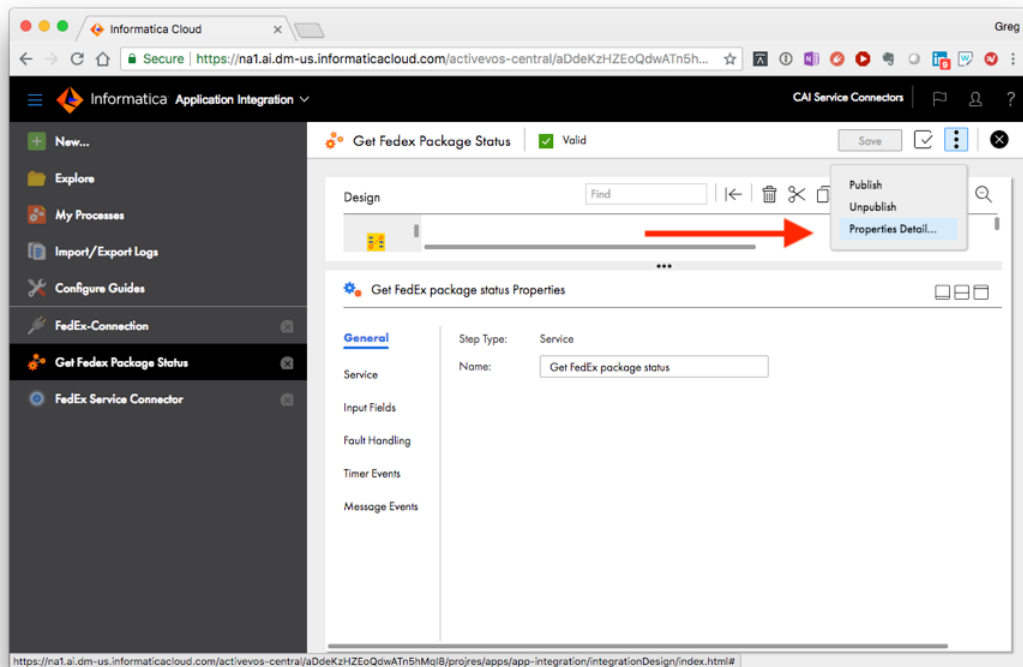 Informatica Cloud
Greg
Secure | https://na1.ai.dm-us.informaticacloud.com/activevos-central/aDdeKzHZEoQdwATn5h...
9
Informatica Application Integration
CAI Service Connectors
?
New...
Get Fedex Package Status
Valid
Save
Explore
Publish
Design
Find
Unpublish
My Processes
Properties Detail...
Import/Export Logs
Configure Guides
Get FedEx package status Properties
FedEx-Connection
General
Step Type:
Service
Get Fedex Package Status
Service
Name:
Get FedEx package status
FedEx Service Connector
Input Fields
Fault Handling
Timer Events
Message Events
https://na1.ai.dm-us.informaticacloud.com/activevos-central/aDdeKzHZEoQdwATn5hMqI8/projres/apps/app-integration/integrationDesign/index.html#